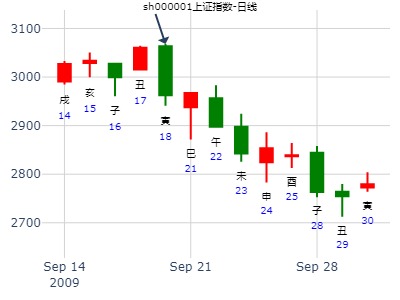 sh000001上证指数-日线
3100
3000
2900
2800
2700
戌
14
亥
15
子
16
丑
17
寅
18
巳
21
午
22
未
23
申
24
酉
25
子
28
丑
29
寅
30
Sep 14
2009
Sep 21
Sep 28